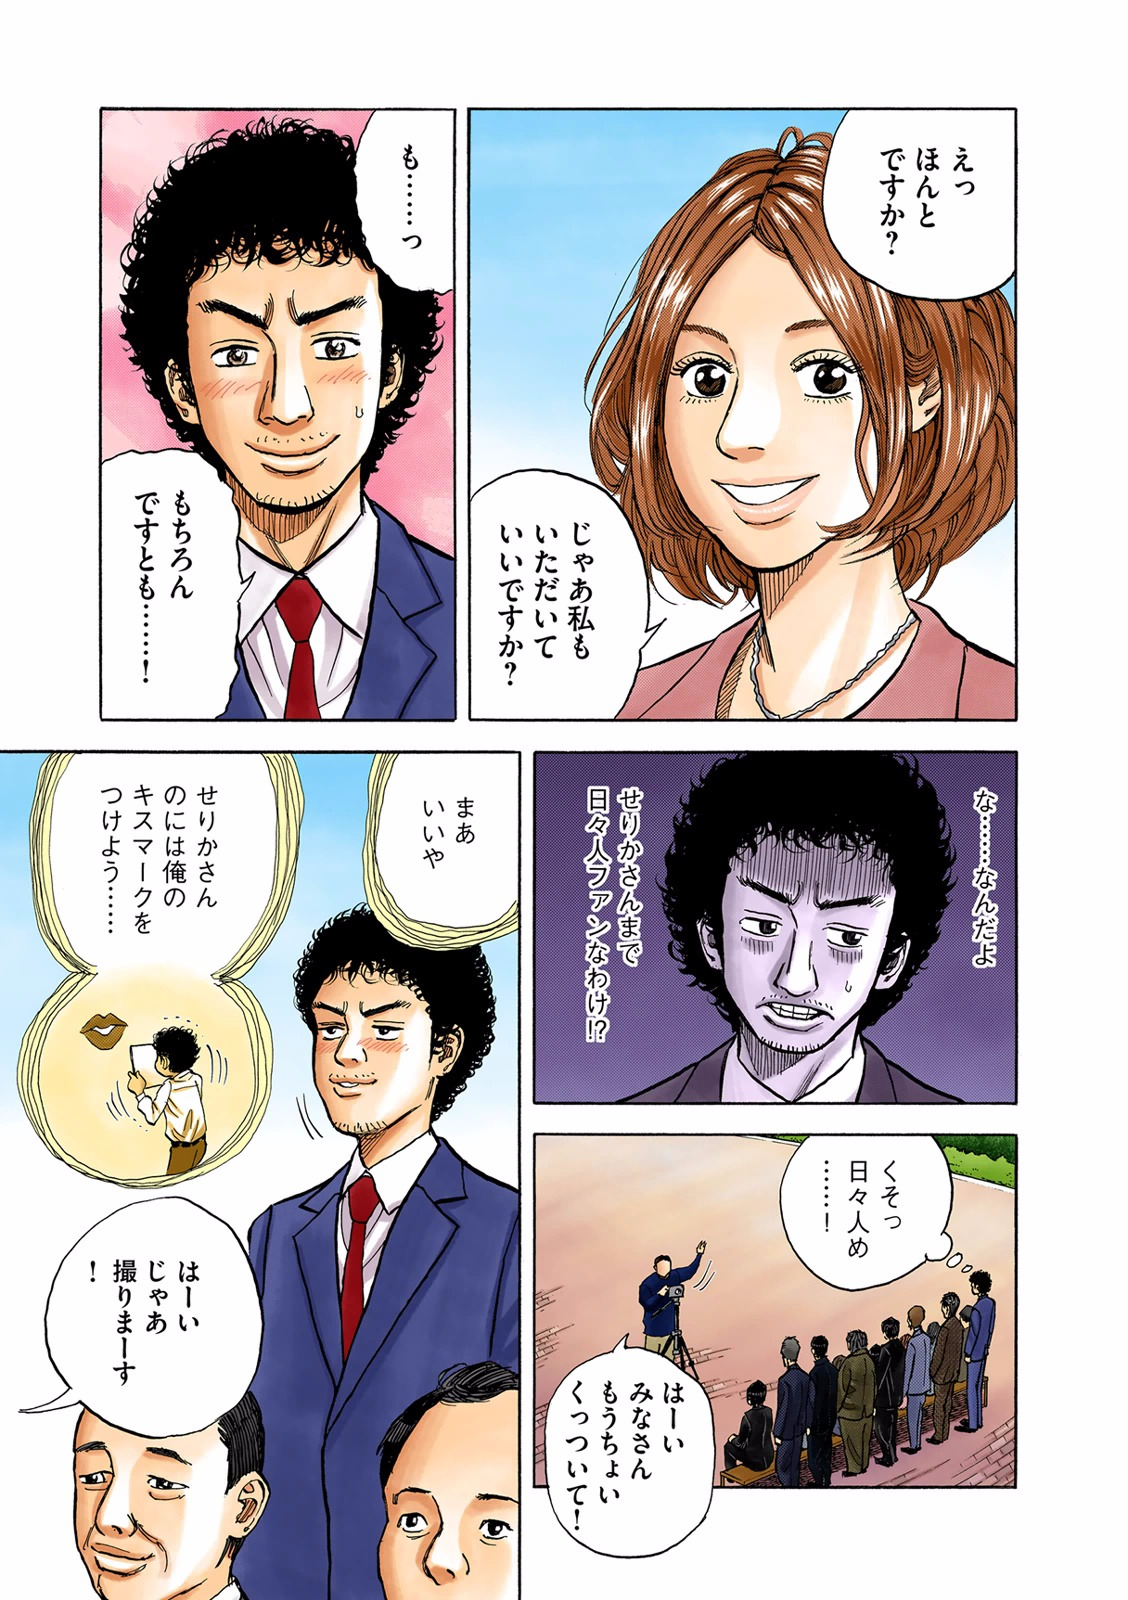 えっ
ほんと
ですか？
じゃあ私も
いただいて
いいですか？
も………っ
もちろん
ですとも………！
な……なんだよ
せりかさんまで
日々人ファンなわけ!?
くそっ
日々人め
……！
はーい
みなさん
もうちょい
くっついて！
まあ
いいや
せりかさん
のには俺の
キスマークを
つけよう……
はーい
じゃあ
撮りまーす
！